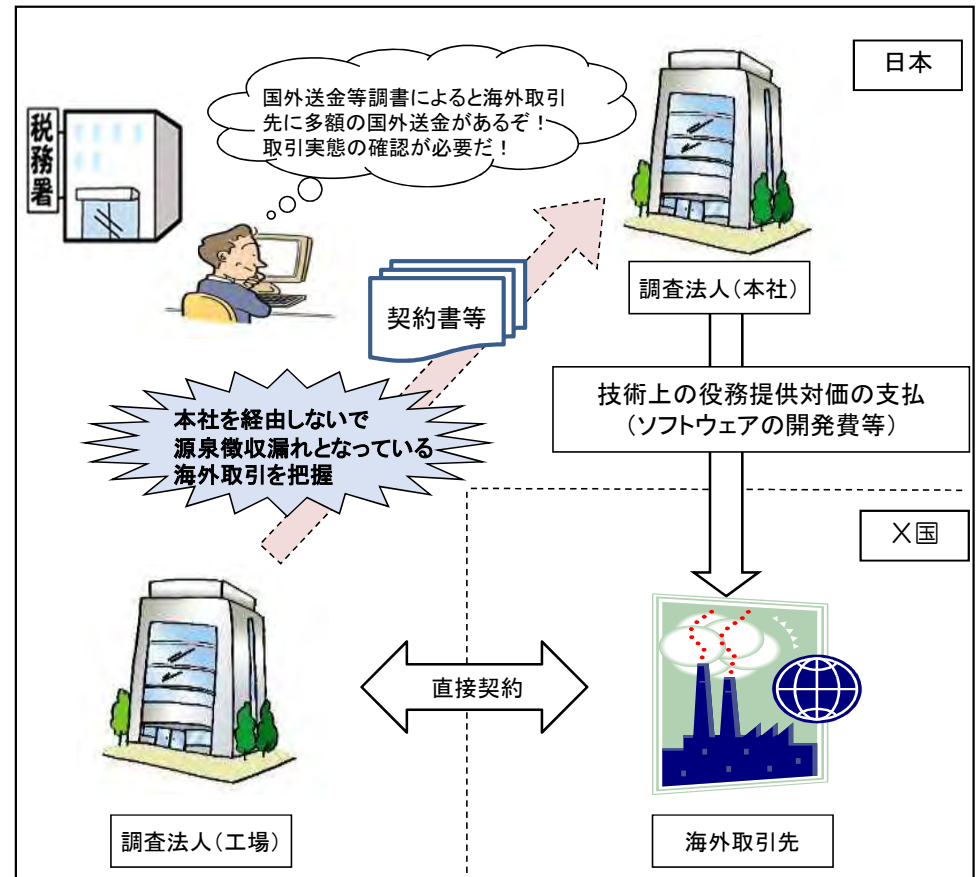 日本
税務署
国外送金等調書によると海外取引
先に多額の国外送金があるぞ！
取引実態の確認が必要だ！
調査法人（本社）
契約書等
技術上の役務提供対価の支払
（ソフトウェアの開発費等）
本社を経由しないで
源泉徴収漏れとなっている
海外取引を把握
Ｘ国
直接契約
調査法人（工場）
海外取引先